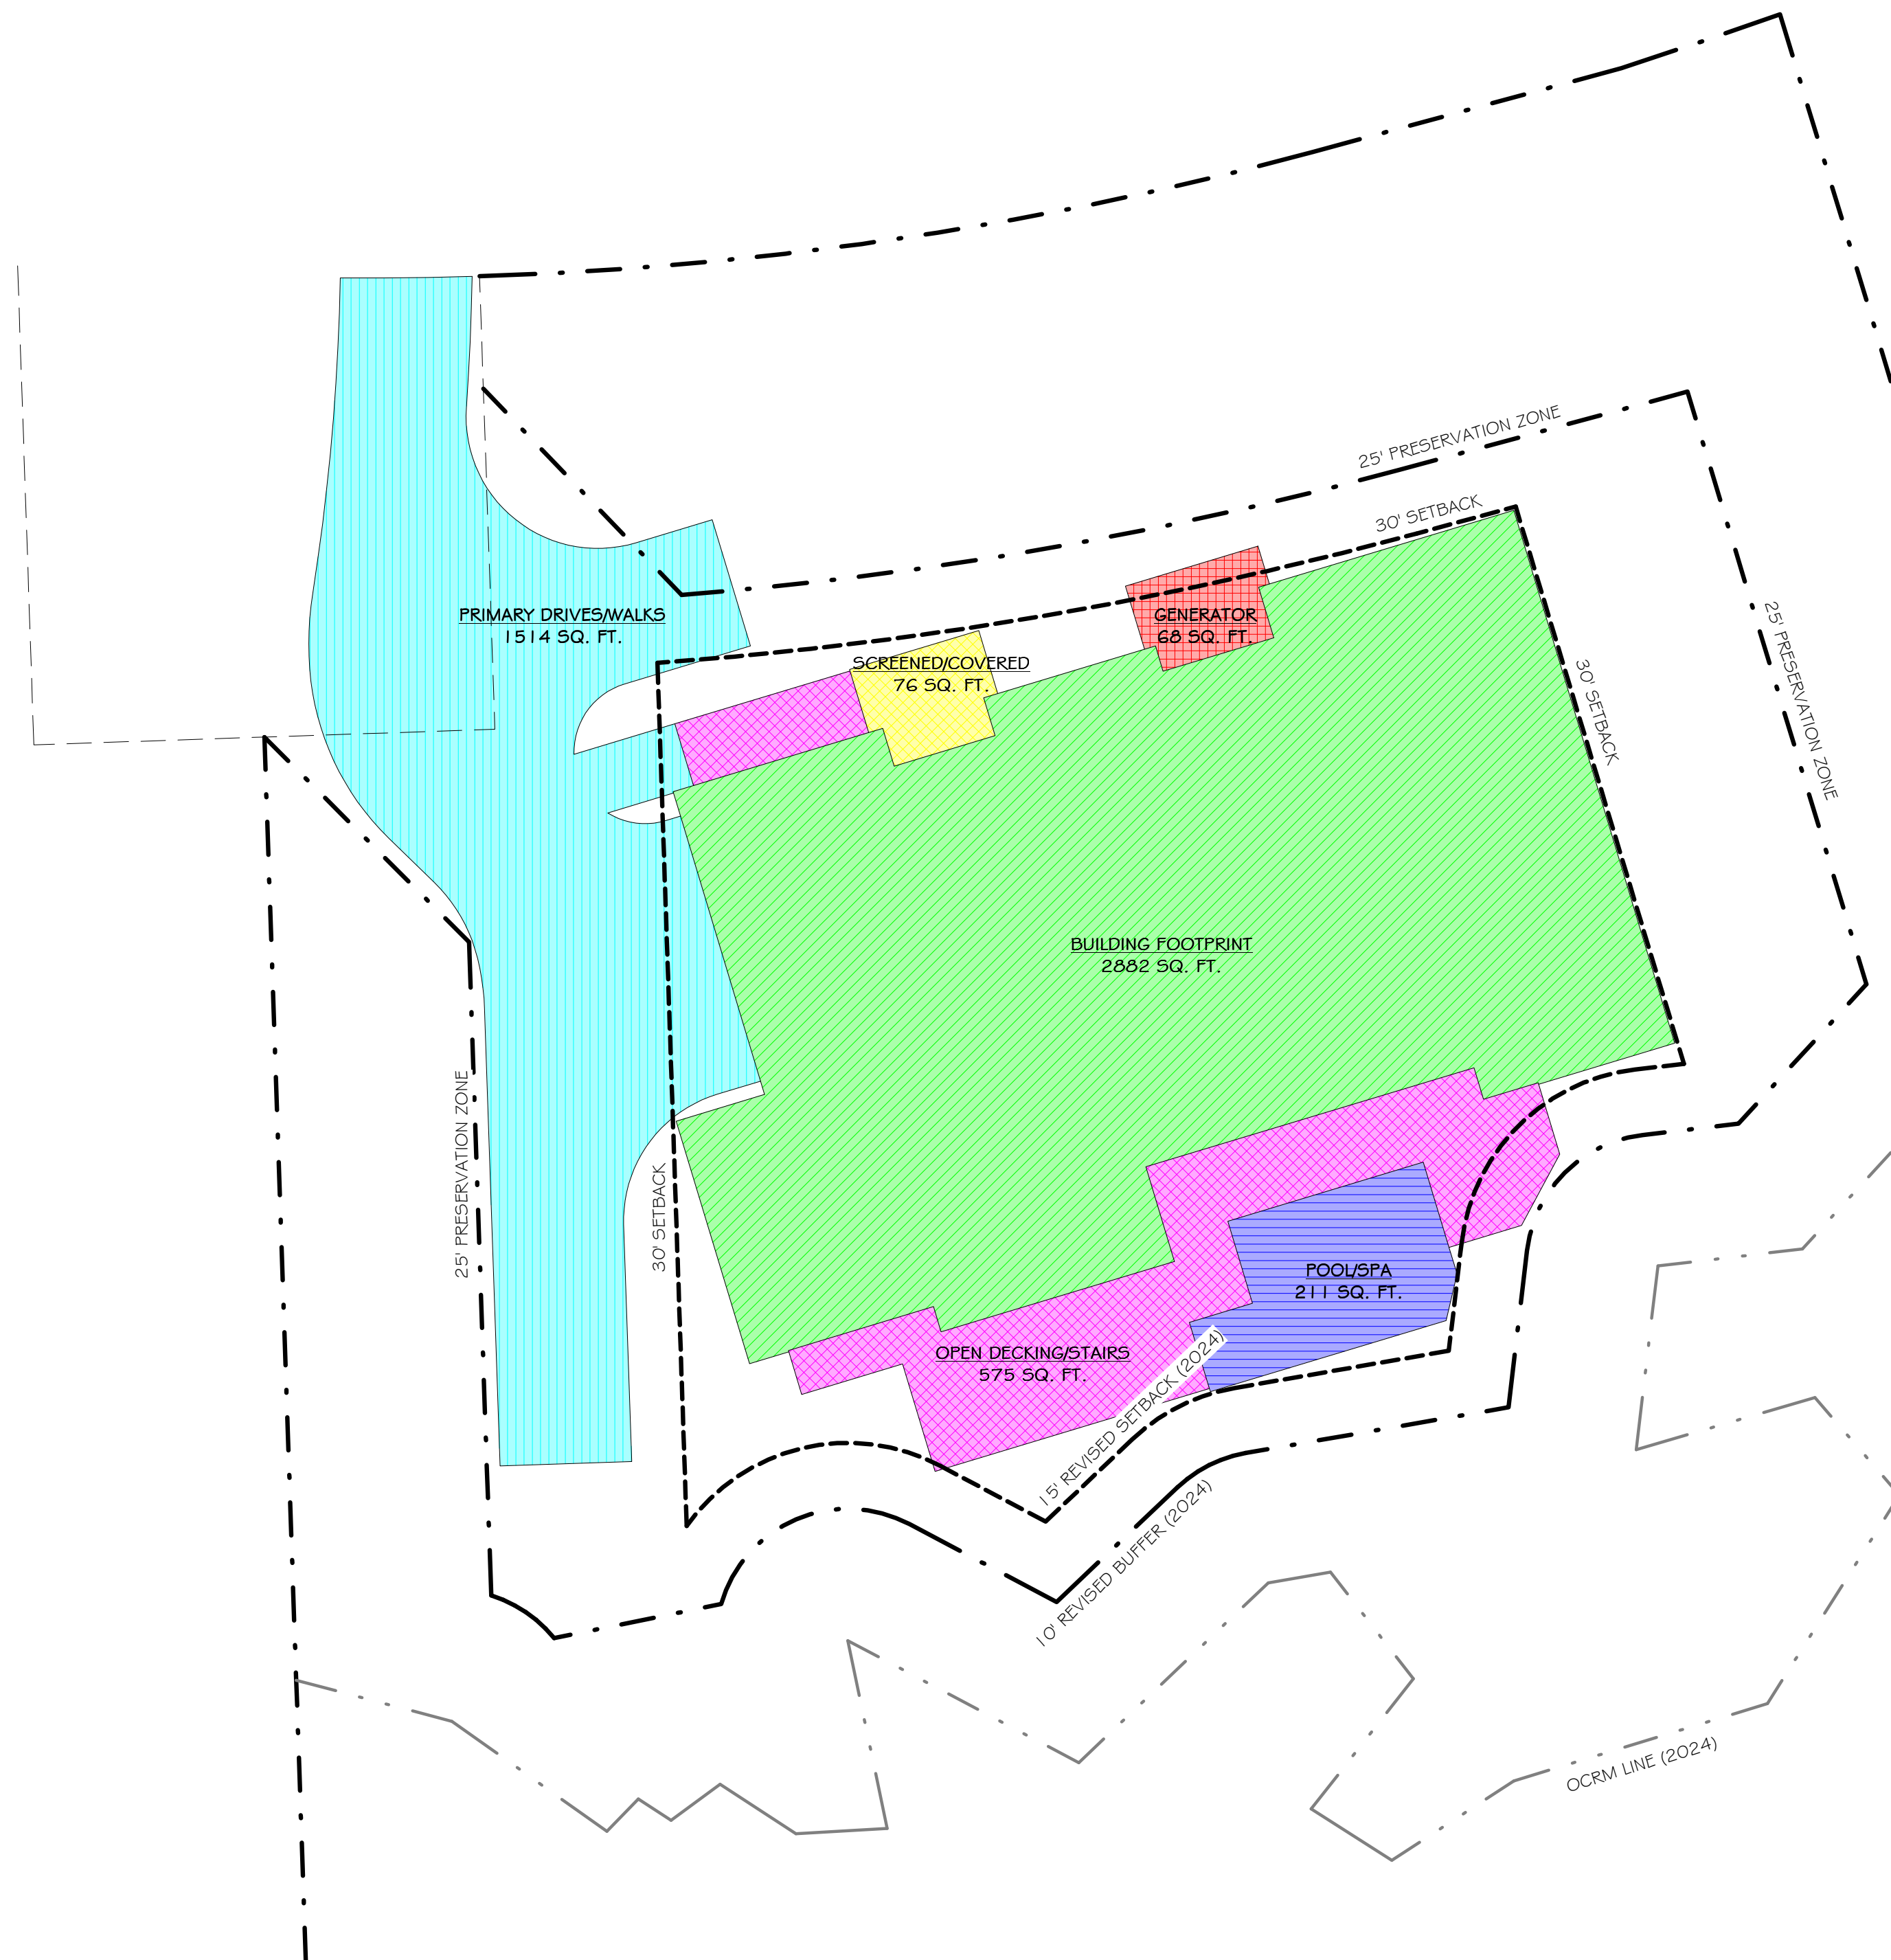 25' PRESERVATION ZONE
30' SETBACK
PRIMARY DRIVES/WALKS
1514 SQ. FT.
GENERATOR
68 SQ. FT.
SCREENED/COVERED
76 SQ. FT.
30' SETBACK
25' PRESERVATION ZONE
BUILDING FOOTPRINT
2882 SQ. FT.
25' PRESERVATION ZONE
30' SETBACK
POOL/SPA
211 SQ. FT.
OPEN DECKING/STAIRS
575 SQ. FT.
15' REVISED SETBACK (2024)
10' REVISED BUFFER (2024)
OCRM LINE (2024)